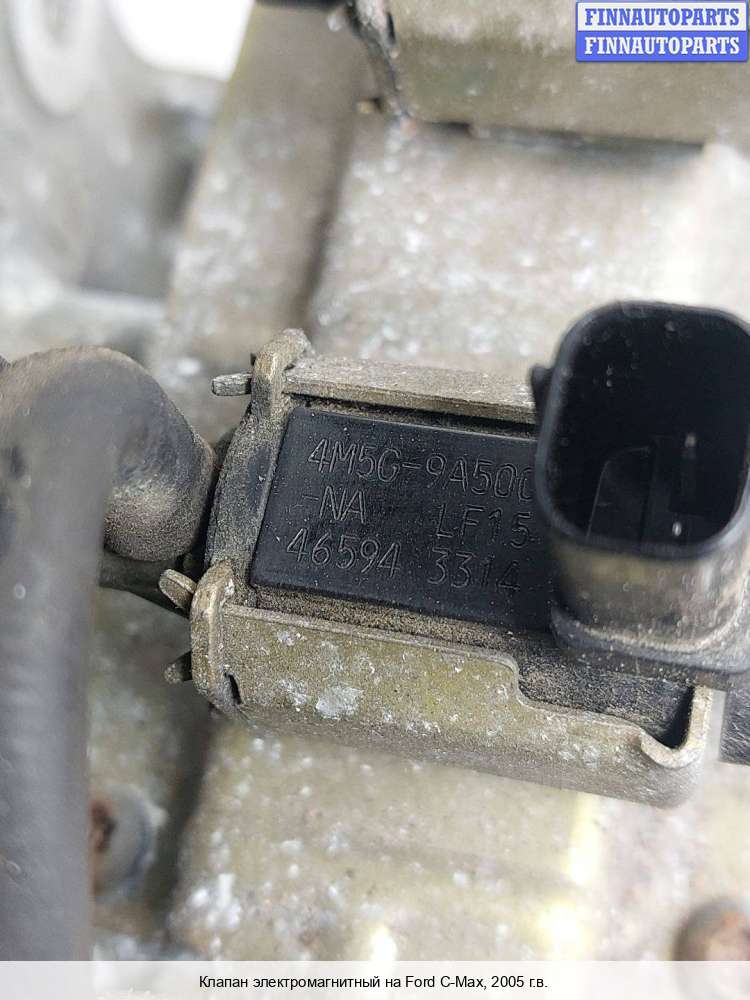 FINNAUTOPARTS
FINNAUTOPARTS
4M5G-9A500
-NA LF15
46594 3314
Клапан электромагнитный на Ford C-Max, 2005 г.в.